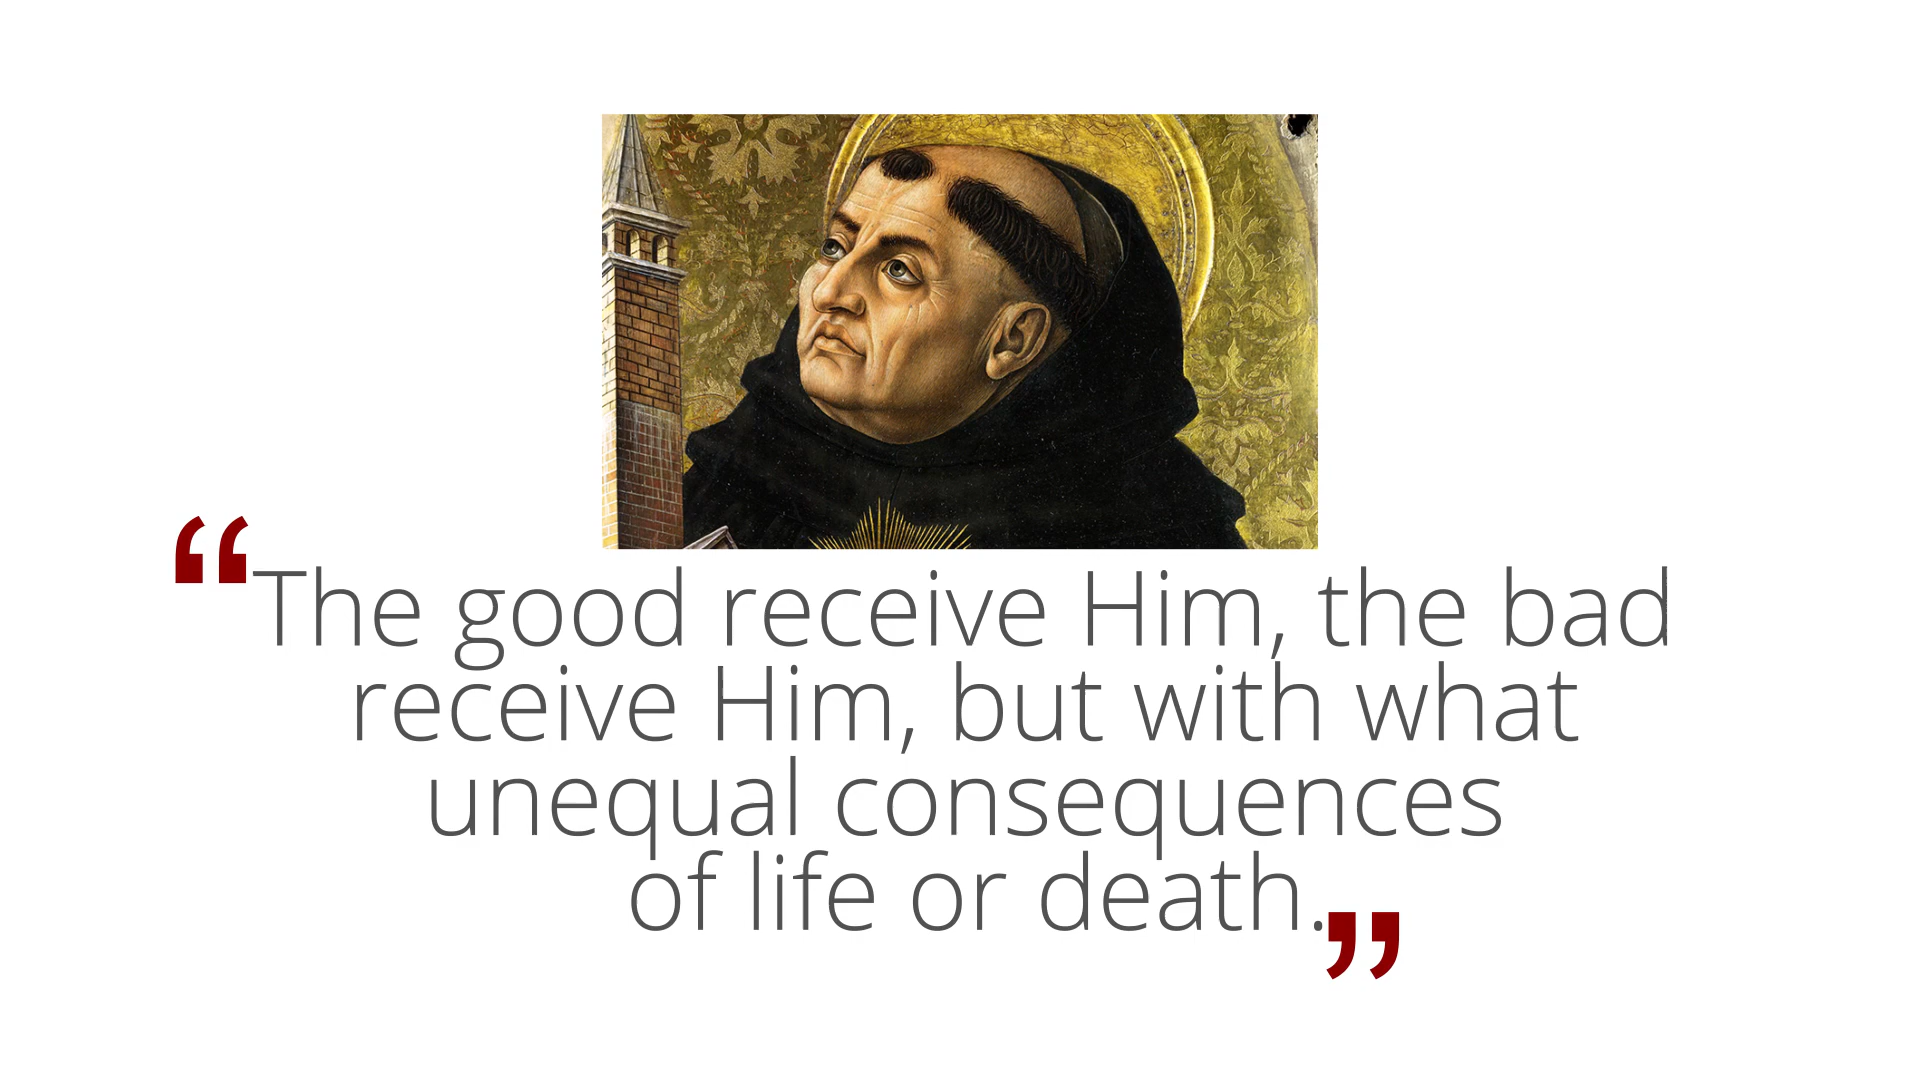 “The good receive Him, the bad
receive Him, but with what
unequal consequences
of life or death.”